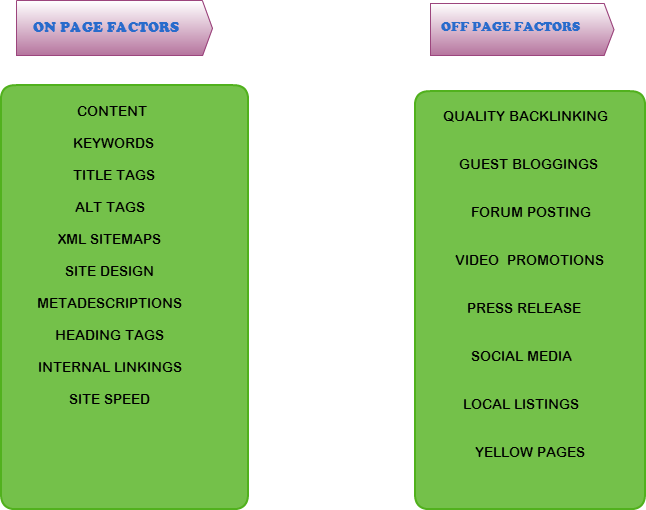 ON PAGE FACTORS
CONTENT
KEYWORDS
TITLE TAGS
ALT TAGS
XML SITEMAPS
SITE DESIGN
METADESCRIPTIONS
HEADING TAGS
INTERNAL LINKINGS
SITE SPEED
OFF PAGE FACTORS
QUALITY BACKLINKING
GUEST BLOGGINGS
FORUM POSTING
VIDEO  PROMOTIONS
PRESS RELEASE
SOCIAL MEDIA
LOCAL LISTINGS
YELLOW PAGES